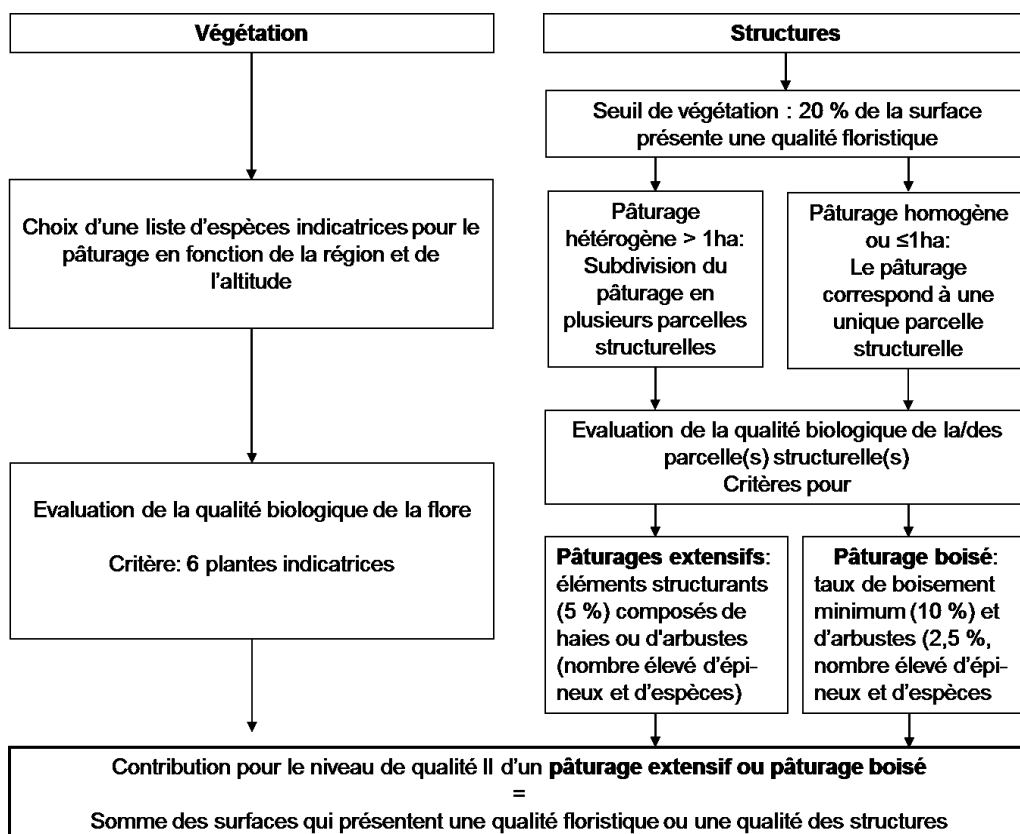 Végétation
Choix d'une liste d'espèces indicatrices pour le
pâturage en fonction de la région et de
l'altitude
Evaluation de la qualité biologique de la flore
Critère: 6 plantes indicatrices
Structures
Seuil de végétation : 20 % de la surface
présente une qualité floristique
Pâturage
hétérogène > 1ha:
Subdivision du
pâturage en
plusieurs parcelles
structurelles
Pâturage homogène
ou ≤1ha:
Le pâturage
correspond à une
unique parcelle
structurelle
Evaluation de la qualité biologique de la/des
parcelle(s) structurelle(s)
Critères pour
Pâturages extensifs:
éléments structurants
(5 %) composés de
haies ou d'arbustes
(nombre élevé d'épi-
neux et d'espèces)
Pâturage boisé:
taux de boisement
minimum (10 %) et
d'arbustes (2,5 %,
nombre élevé d'épi-
neux et d'espèces
Contribution pour le niveau de qualité II d'un pâturage extensif ou pâturage boisé
=
Somme des surfaces qui présentent une qualité floristique ou une qualité des structures